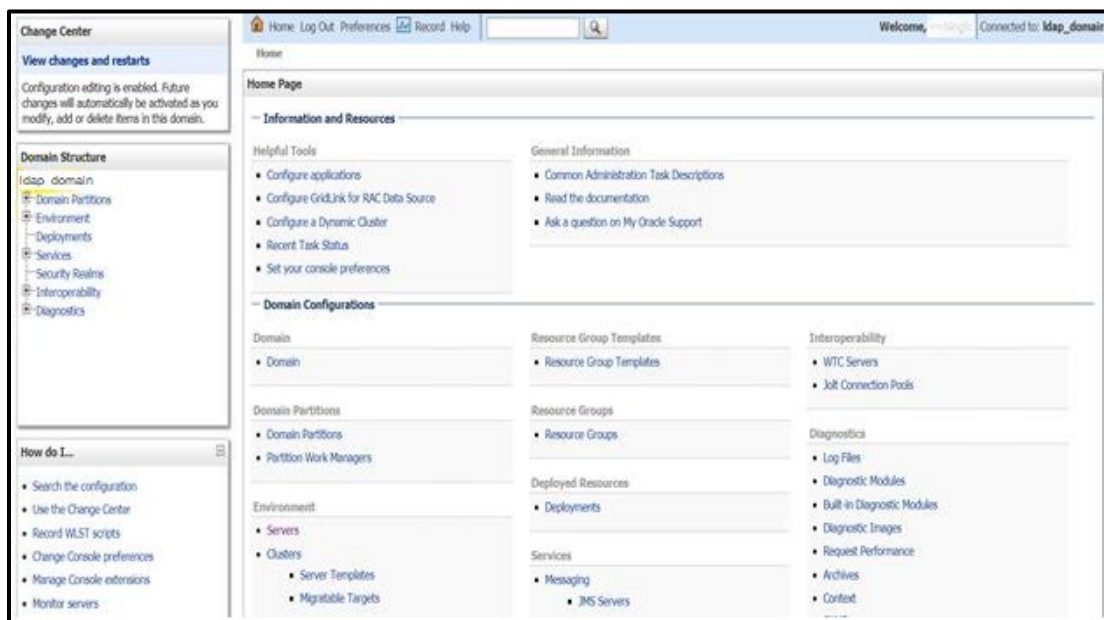 Change Center
View changes and restarts
Configuration editing is enabled. Future
changes will automatically be activated as you
modify, add or delete items in this domain.
Domain Structure
ldap_domain
Domain Partitions
Environment
Deployments
Services
Security Realms
Interoperability
Diagnostics
How do I...
Search the configuration
Use the Change Center
Record WLST scripts
Change Console preferences
Manage Console extensions
Monitor servers
Home Log Out Preferences Record Help
Welcome,
Connected to: ldap_domain
Home
Home Page
Information and Resources
Helpful Tools
Configure applications
Configure GridLink for RAC Data Source
Configure a Dynamic Cluster
Recent Task Status
Set your console preferences
General Information
Common Administration Task Descriptions
Read the documentation
Ask a question on My Oracle Support
Domain Configurations
Domain
Domain
Domain Partitions
Domain Partitions
Partition Work Managers
Environment
Servers
Clusters
Server Templates
Migratable Targets
Resource Group Templates
Resource Group Templates
Resource Groups
Resource Groups
Deployed Resources
Deployments
Services
Messaging
JMS Servers
Interoperability
WTC Servers
Jolt Connection Pools
Diagnostics
Log Files
Diagnostic Modules
Built-in Diagnostic Modules
Diagnostic Images
Request Performance
Archives
Context